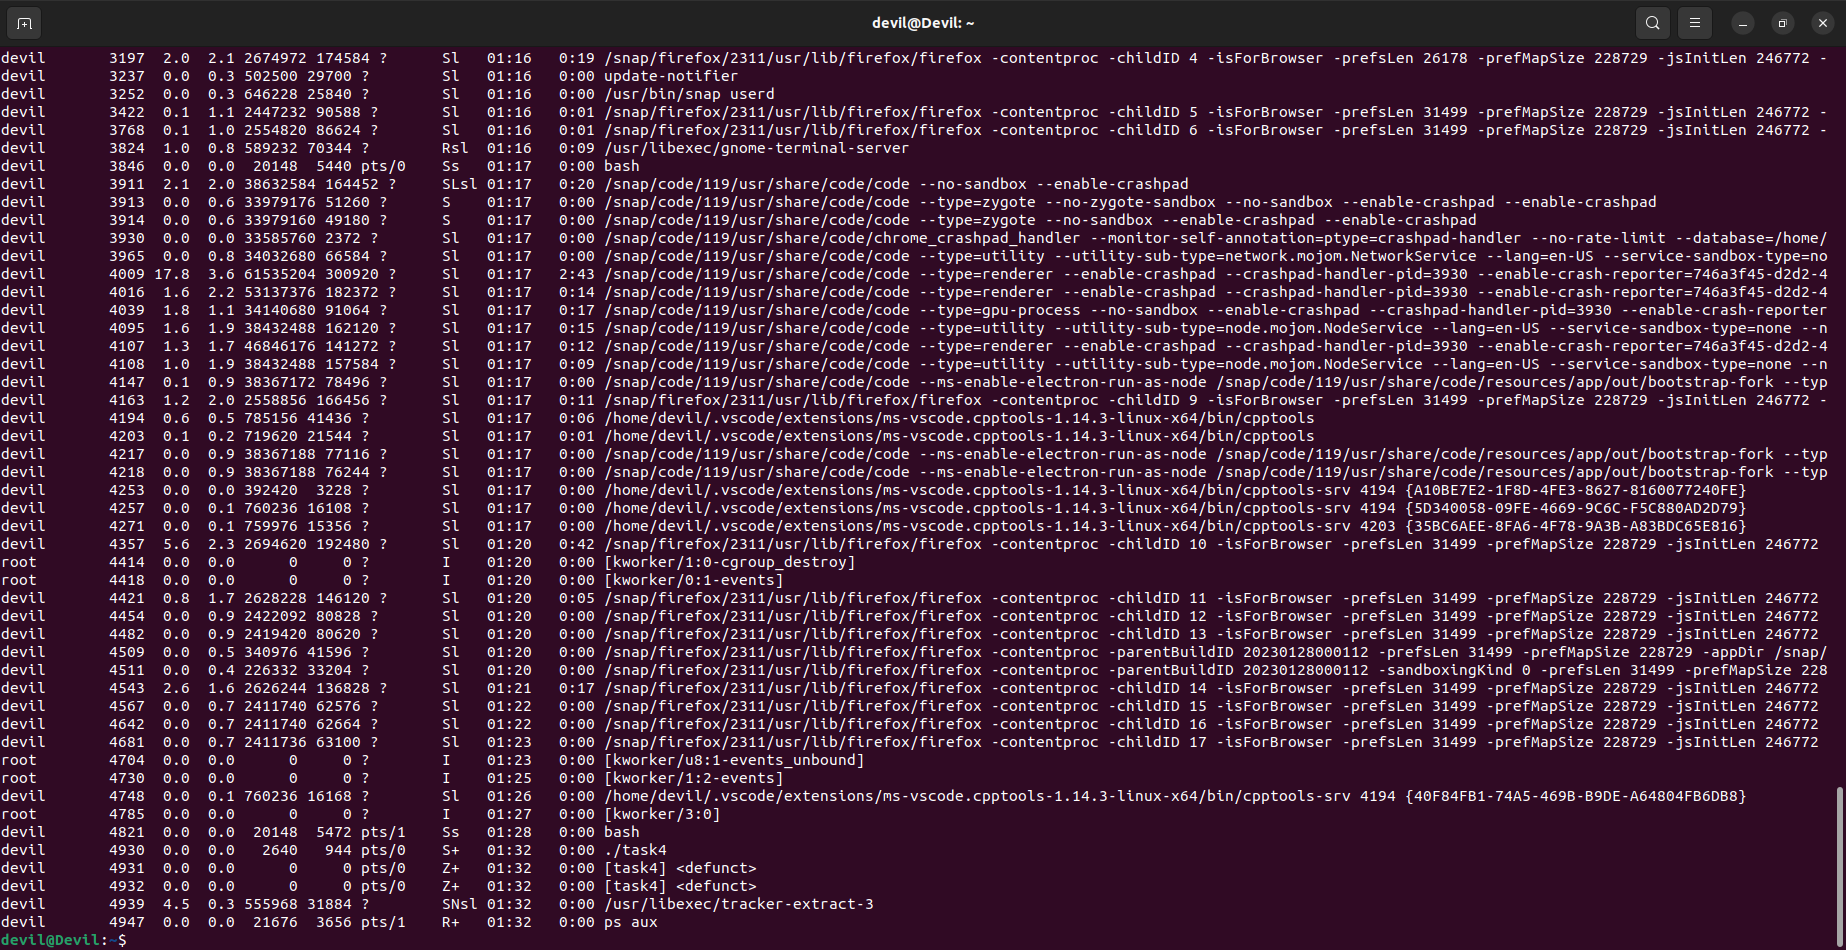 devil@Devil: ~
devil 3197 2.0 2.1 2674972 174584 ? Sl 01:16 0:19 /snap/firefox/2311/usr/lib/firefox/firefox -contentproc -childID 4 -isForBrowser -prefsLen 26178 -prefMapSize 228729 -jsInitLen 246772 -
devil 3237 0.0 0.3 502500 29700 ? Sl 01:16 0:00 update-notifier
devil 3252 0.0 0.3 646228 25840 ? Sl 01:16 0:00 /usr/bin/snap userd
devil 3422 0.1 1.1 2447232 90588 ? Sl 01:16 0:01 /snap/firefox/2311/usr/lib/firefox/firefox -contentproc -childID 5 -isForBrowser -prefsLen 31499 -prefMapSize 228729 -jsInitLen 246772 -
devil 3768 0.1 1.0 2554820 86624 ? Sl 01:16 0:01 /snap/firefox/2311/usr/lib/firefox/firefox -contentproc -childID 6 -isForBrowser -prefsLen 31499 -prefMapSize 228729 -jsInitLen 246772 -
devil 3824 1.0 0.8 589232 70344 ? Rsl 01:16 0:09 /usr/libexec/gnome-terminal-server
devil 3846 0.0 0.0 20148 5440 pts/0 Ss 01:17 0:00 bash
devil 3911 2.1 2.0 38632584 164452 ? SLsl 01:17 0:20 /snap/code/119/usr/share/code/code --no-sandbox --enable-crashpad
devil 3913 0.0 0.6 33979176 51260 ? S 01:17 0:00 /snap/code/119/usr/share/code/code --type=zygote --no-zygote-sandbox --no-sandbox --enable-crashpad --enable-crashpad
devil 3914 0.0 0.6 33979160 49180 ? S 01:17 0:00 /snap/code/119/usr/share/code/code --type=zygote --no-sandbox --enable-crashpad --enable-crashpad
devil 3930 0.0 0.0 33585760 2372 ? Sl 01:17 0:00 /snap/code/119/usr/share/code/chrome_crashpad_handler --monitor-self-annotation=ptype=crashpad-handler --no-rate-limit --database=/home/
devil 3965 0.0 0.8 34032680 66584 ? Sl 01:17 0:00 /snap/code/119/usr/share/code/code --type=utility --utility-sub-type=network.mojom.NetworkService --lang=en-US --service-sandbox-type=no
devil 4009 17.8 3.6 61535204 300920 ? Sl 01:17 2:43 /snap/code/119/usr/share/code/code --type=renderer --enable-crashpad --crashpad-handler-pid=3930 --enable-crash-reporter=746a3f45-d2d2-4
devil 4016 1.6 2.2 53137376 182372 ? Sl 01:17 0:14 /snap/code/119/usr/share/code/code --type=renderer --enable-crashpad --crashpad-handler-pid=3930 --enable-crash-reporter=746a3f45-d2d2-4
devil 4039 1.8 1.1 34140680 91064 ? Sl 01:17 0:17 /snap/code/119/usr/share/code/code --type=gpu-process --no-sandbox --enable-crashpad --crashpad-handler-pid=3930 --enable-crash-reporter
devil 4095 1.6 1.9 38432488 162120 ? Sl 01:17 0:15 /snap/code/119/usr/share/code/code --type=utility --utility-sub-type=node.mojom.NodeService --lang=en-US --service-sandbox-type=none --n
devil 4107 1.3 1.7 46846176 141272 ? Sl 01:17 0:12 /snap/code/119/usr/share/code/code --type=renderer --enable-crashpad --crashpad-handler-pid=3930 --enable-crash-reporter=746a3f45-d2d2-4
devil 4108 1.0 1.9 38432488 157584 ? Sl 01:17 0:09 /snap/code/119/usr/share/code/code --type=utility --utility-sub-type=node.mojom.NodeService --lang=en-US --service-sandbox-type=none --n
devil 4147 0.1 0.9 38367172 78496 ? Sl 01:17 0:00 /snap/code/119/usr/share/code/code --ms-enable-electron-run-as-node /snap/code/119/usr/share/code/resources/app/out/bootstrap-fork --typ
devil 4163 1.2 2.0 2558856 166456 ? Sl 01:17 0:11 /snap/firefox/2311/usr/lib/firefox/firefox -contentproc -childID 9 -isForBrowser -prefsLen 31499 -prefMapSize 228729 -jsInitLen 246772 -
devil 4194 0.6 0.5 785156 41436 ? Sl 01:17 0:06 /home/devil/.vscode/extensions/ms-vscode.cpptools-1.14.3-linux-x64/bin/cpptools
devil 4203 0.1 0.2 719620 21544 ? Sl 01:17 0:01 /home/devil/.vscode/extensions/ms-vscode.cpptools-1.14.3-linux-x64/bin/cpptools
devil 4217 0.0 0.9 38367188 77116 ? Sl 01:17 0:00 /snap/code/119/usr/share/code/code --ms-enable-electron-run-as-node /snap/code/119/usr/share/code/resources/app/out/bootstrap-fork --typ
devil 4218 0.0 0.9 38367188 76244 ? Sl 01:17 0:00 /snap/code/119/usr/share/code/code --ms-enable-electron-run-as-node /snap/code/119/usr/share/code/resources/app/out/bootstrap-fork --typ
devil 4253 0.0 0.0 392420 3228 ? Sl 01:17 0:00 /home/devil/.vscode/extensions/ms-vscode.cpptools-1.14.3-linux-x64/bin/cpptools-srv 4194 {A10BE7E2-1F8D-4FE3-8627-8160077240FE}
devil 4257 0.0 0.1 760236 16108 ? Sl 01:17 0:00 /home/devil/.vscode/extensions/ms-vscode.cpptools-1.14.3-linux-x64/bin/cpptools-srv 4194 {5D340058-09FE-4669-9C6C-F5C880AD2D79}
devil 4271 0.0 0.1 759976 15356 ? Sl 01:17 0:00 /home/devil/.vscode/extensions/ms-vscode.cpptools-1.14.3-linux-x64/bin/cpptools-srv 4203 {35BC6AEE-8FA6-4F78-9A3B-A83BDC65E816}
devil 4357 5.6 2.3 2694620 192480 ? Sl 01:20 0:42 /snap/firefox/2311/usr/lib/firefox/firefox -contentproc -childID 10 -isForBrowser -prefsLen 31499 -prefMapSize 228729 -jsInitLen 246772
root 4414 0.0 0.0 0 0 ? I 01:20 0:00 [kworker/1:0-cgroup_destroy]
root 4418 0.0 0.0 0 0 ? I 01:20 0:00 [kworker/0:1-events]
devil 4421 0.8 1.7 2628228 146120 ? Sl 01:20 0:05 /snap/firefox/2311/usr/lib/firefox/firefox -contentproc -childID 11 -isForBrowser -prefsLen 31499 -prefMapSize 228729 -jsInitLen 246772
devil 4454 0.0 0.9 2422092 80828 ? Sl 01:20 0:00 /snap/firefox/2311/usr/lib/firefox/firefox -contentproc -childID 12 -isForBrowser -prefsLen 31499 -prefMapSize 228729 -jsInitLen 246772
devil 4482 0.0 0.9 2419420 80620 ? Sl 01:20 0:00 /snap/firefox/2311/usr/lib/firefox/firefox -contentproc -childID 13 -isForBrowser -prefsLen 31499 -prefMapSize 228729 -jsInitLen 246772
devil 4509 0.0 0.5 340976 41596 ? Sl 01:20 0:00 /snap/firefox/2311/usr/lib/firefox/firefox -contentproc -parentBuildID 20230128000112 -prefsLen 31499 -prefMapSize 228729 -appDir /snap/
devil 4511 0.0 0.4 226332 33204 ? Sl 01:20 0:00 /snap/firefox/2311/usr/lib/firefox/firefox -contentproc -parentBuildID 20230128000112 -sandboxingKind 0 -prefsLen 31499 -prefMapSize 228
devil 4543 2.6 1.6 2626244 136828 ? Sl 01:21 0:17 /snap/firefox/2311/usr/lib/firefox/firefox -contentproc -childID 14 -isForBrowser -prefsLen 31499 -prefMapSize 228729 -jsInitLen 246772
devil 4567 0.0 0.7 2411740 62576 ? Sl 01:22 0:00 /snap/firefox/2311/usr/lib/firefox/firefox -contentproc -childID 15 -isForBrowser -prefsLen 31499 -prefMapSize 228729 -jsInitLen 246772
devil 4642 0.0 0.7 2411740 62664 ? Sl 01:22 0:00 /snap/firefox/2311/usr/lib/firefox/firefox -contentproc -childID 16 -isForBrowser -prefsLen 31499 -prefMapSize 228729 -jsInitLen 246772
devil 4681 0.0 0.7 2411736 63100 ? Sl 01:23 0:00 /snap/firefox/2311/usr/lib/firefox/firefox -contentproc -childID 17 -isForBrowser -prefsLen 31499 -prefMapSize 228729 -jsInitLen 246772
root 4704 0.0 0.0 0 0 ? I 01:23 0:00 [kworker/u8:1-events_unbound]
root 4730 0.0 0.0 0 0 ? I 01:25 0:00 [kworker/1:2-events]
devil 4748 0.0 0.1 760236 16168 ? Sl 01:26 0:00 /home/devil/.vscode/extensions/ms-vscode.cpptools-1.14.3-linux-x64/bin/cpptools-srv 4194 {40F84FB1-74A5-469B-B9DE-A64804FB6DB8}
root 4785 0.0 0.0 0 0 ? I 01:27 0:00 [kworker/3:0]
devil 4821 0.0 0.0 20148 5472 pts/1 Ss 01:28 0:00 bash
devil 4930 0.0 0.0 2640 944 pts/0 S+ 01:32 0:00 ./task4
devil 4931 0.0 0.0 0 0 pts/0 Z+ 01:32 0:00 [task4] <defunct>
devil 4932 0.0 0.0 0 0 pts/0 Z+ 01:32 0:00 [task4] <defunct>
devil 4939 4.5 0.3 555968 31884 ? SNsl 01:32 0:00 /usr/libexec/tracker-extract-3
devil 4947 0.0 0.0 21676 3656 pts/1 R+ 01:32 0:00 ps aux
devil@Devil:~$